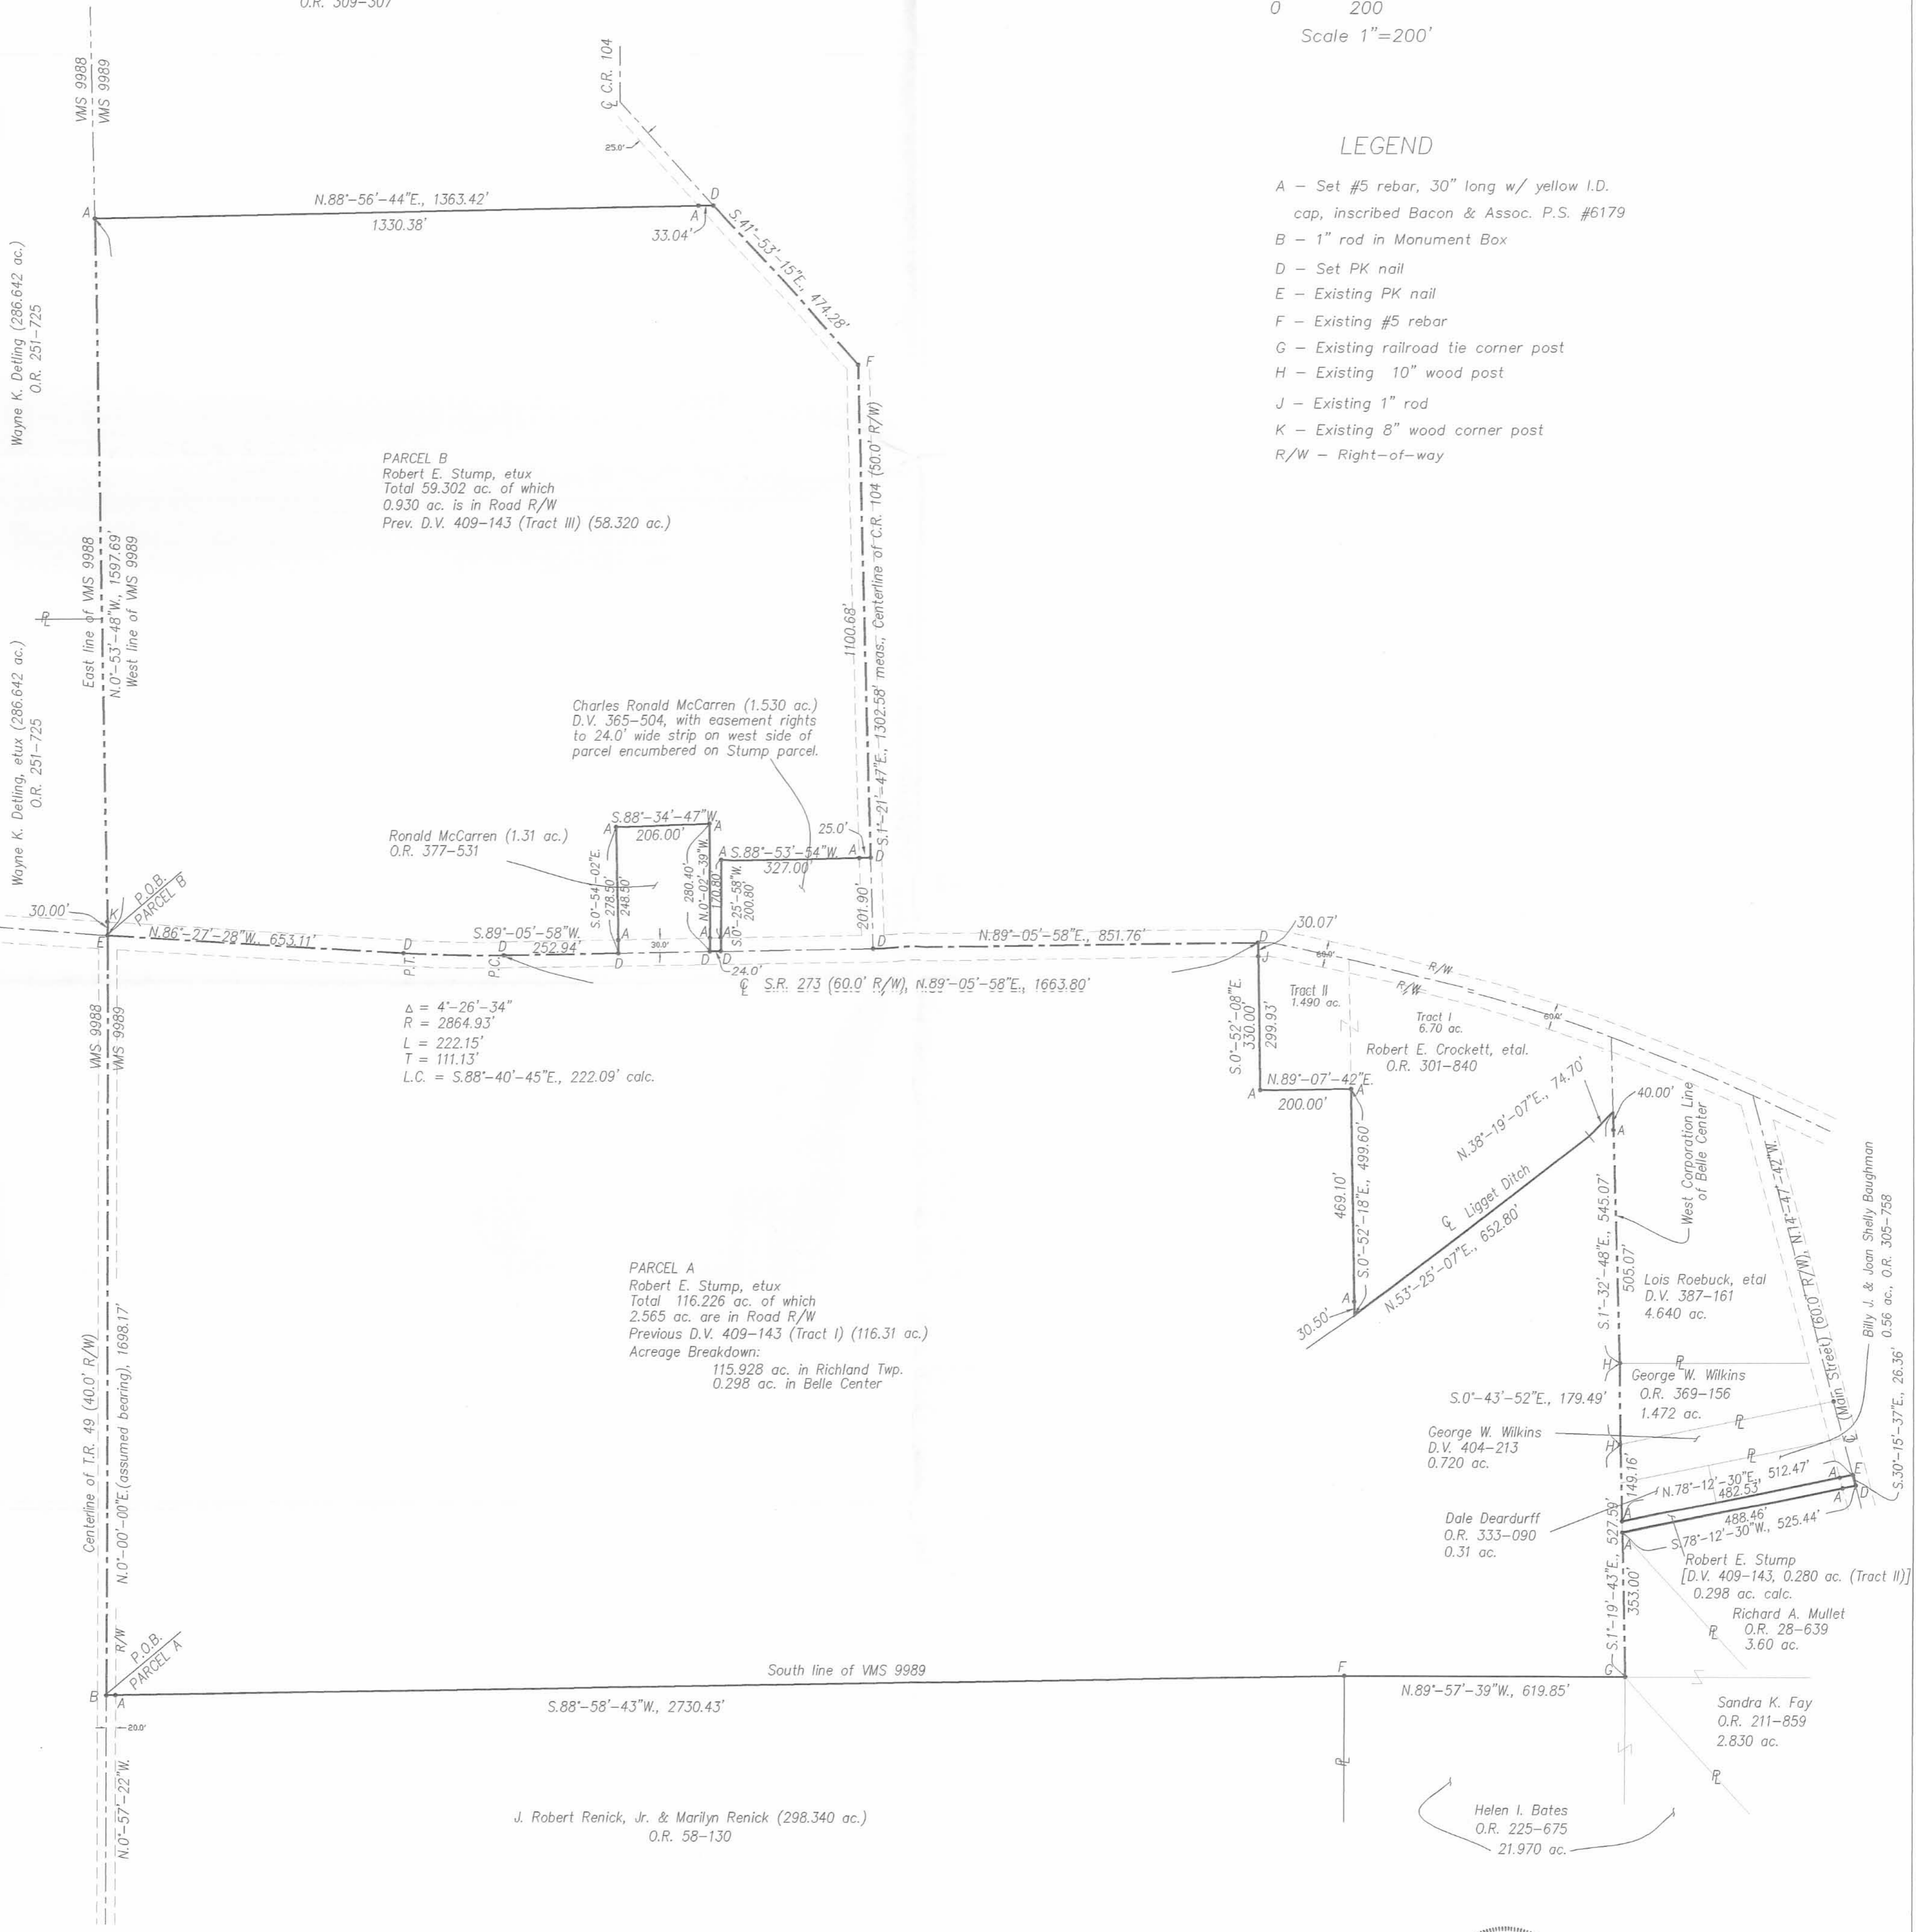 O.R. 309-307
0 200
Scale 1"=200'
VMS 9988
VMS 9989
℄ C.R. 104
25.0'
LEGEND
A - Set #5 rebar, 30" long w/ yellow I.D.
cap, inscribed Bacon & Assoc. P.S. #6179
B - 1" rod in Monument Box
D - Set PK nail
E - Existing PK nail
F - Existing #5 rebar
G - Existing railroad tie corner post
H - Existing 10" wood post
J - Existing 1" rod
K - Existing 8" wood corner post
R/W - Right-of-way
A
N.88°-56'-44"E., 1363.42'
1330.38'
A
D
33.04'
S.41°-53'-15"E., 474.28'
F
Wayne K. Detling (286.642 ac.)
O.R. 251-725
PARCEL B
Robert E. Stump, etux
Total 59.302 ac. of which
0.930 ac. is in Road R/W
Prev. D.V. 409-143 (Tract III) (58.320 ac.)
East line of VMS 9988
N.0°-53'-48"W., 1597.69'
West line of VMS 9989
℄
1100.68'
S.1°-21'-47"E., 1302.58' meas., Centerline of C.R. 104 (50.0' R/W)
Wayne K. Detling, etux (286.642 ac.)
O.R. 251-725
Charles Ronald McCarren (1.530 ac.)
D.V. 365-504, with easement rights
to 24.0' wide strip on west side of
parcel encumbered on Stump parcel.
Ronald McCarren (1.31 ac.)
O.R. 377-531
S.88°-34'-47"W.
206.00'
A
A
25.0'
A
S.88°-53'-54"W.
327.00'
A
D
S.0°-54'-02"E.
278.50'
248.50'
280.40'
N.0°-02'-39"W.
170.80'
S.0°-25'-58"W.
200.80'
201.90'
P.O.B.
PARCEL B
30.00'
K
E
N.86°-27'-28"W., 653.11'
D
P.T.
S.89°-05'-58"W.
D
252.94'
P.C.
A
D
30.0'
A
A
D
D
24.0'
D
N.89°-05'-58"E., 851.76'
D
30.07'
J
60.0'
R/W
R/W
60.0'
℄ S.R. 273 (60.0' R/W), N.89°-05'-58"E., 1663.80'
Δ = 4°-26'-34"
R = 2864.93'
L = 222.15'
T = 111.13'
L.C. = S.88°-40'-45"E., 222.09' calc.
VMS 9988
VMS 9989
S.0°-52'-08"E.
330.00'
299.93'
Tract II
1.490 ac.
Tract I
6.70 ac.
Robert E. Crockett, etal.
O.R. 301-840
N.89°-07'-42"E.
A
200.00'
A
N.38°-19'-07"E., 74.70'
40.00'
A
West Corporation Line
of Belle Center
469.10'
S.0°-52'-18"E., 499.60'
℄ Ligget Ditch
N.53°-25'-07"E., 652.80'
A
30.50'
S.1°-32'-48"E., 545.07'
505.07'
(Main Street) (60.0' R/W), N.14°-47'-42"W.
Billy J. & Joan Shelly Baughman
0.56 ac., O.R. 305-758
Lois Roebuck, etal
D.V. 387-161
4.640 ac.
PARCEL A
Robert E. Stump, etux
Total 116.226 ac. of which
2.565 ac. are in Road R/W
Previous D.V. 409-143 (Tract I) (116.31 ac.)
Acreage Breakdown:
115.928 ac. in Richland Twp.
0.298 ac. in Belle Center
Centerline of T.R. 49 (40.0' R/W)
N.0°-00'-00"E.(assumed bearing), 1698.17'
H
℄
George W. Wilkins
O.R. 369-156
1.472 ac.
S.0°-43'-52"E., 179.49'
℄
George W. Wilkins
D.V. 404-213
0.720 ac.
H
℄
149.16'
N.78°-12'-30"E., 512.47'
482.53'
A
E
A
D
S.30°-15'-37"E., 26.36'
Dale Deardurff
O.R. 333-090
0.31 ac.
A
488.46'
S.78°-12'-30"W., 525.44'
A
S.1°-19'-43"E., 527.59'
353.00'
Robert E. Stump
[D.V. 409-143, 0.280 ac. (Tract II)]
0.298 ac. calc.
Richard A. Mullet
O.R. 28-639
3.60 ac.
℄
R/W
P.O.B.
PARCEL A
B
A
20.0'
South line of VMS 9989
S.88°-58'-43"W., 2730.43'
F
N.89°-57'-39"W., 619.85'
G
℄
Sandra K. Fay
O.R. 211-859
2.830 ac.
℄
N.0°-57'-22"W.
J. Robert Renick, Jr. & Marilyn Renick (298.340 ac.)
O.R. 58-130
Helen I. Bates
O.R. 225-675
21.970 ac.